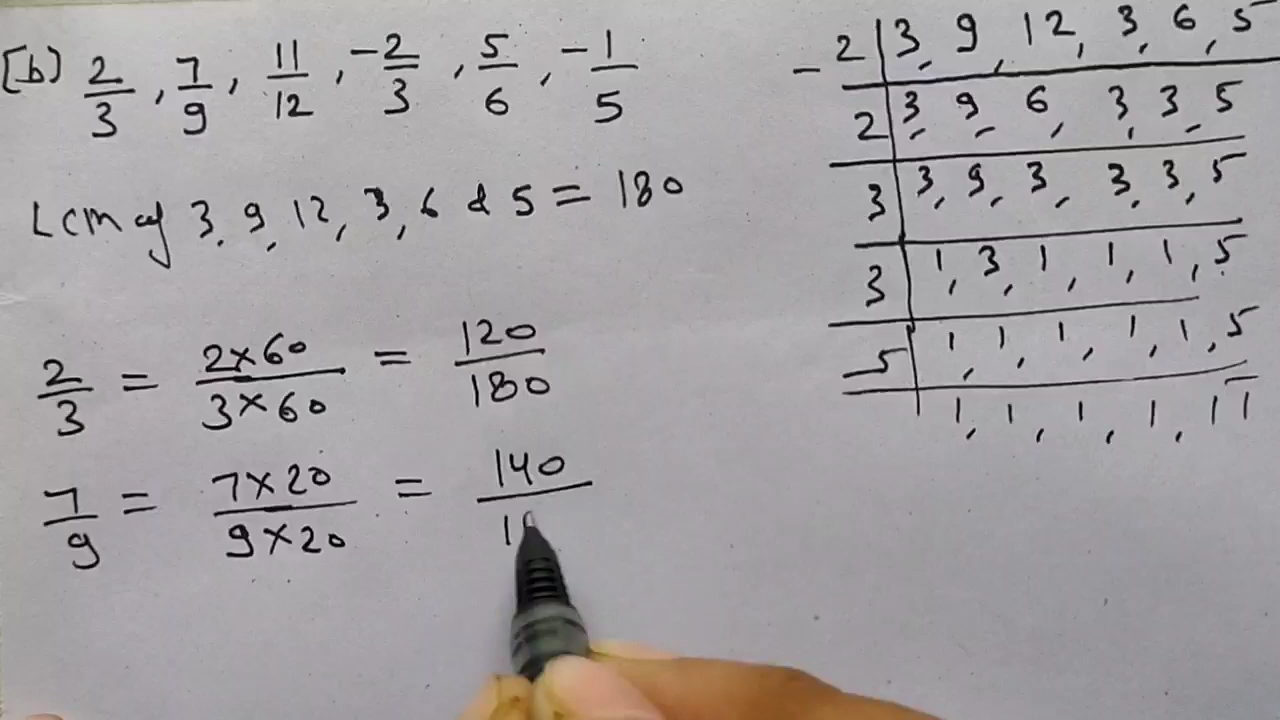 [b) 2/3, 7/9, 11/12, -2/3, 5/6, -1/5
LCM of 3, 9, 12, 3, 6 & 5 = 180
2/3 = 2×60/3×60 = 120/180
7/9 = 7×20/9×20 = 140/1
- 2 | 3, 9, 12, 3, 6, 5
2 | 3, 9, 6, 3, 3, 5
3 | 3, 9, 3, 3, 3, 5
3 | 1, 3, 1, 1, 1, 5
5 | 1, 1, 1, 1, 1, 5
| 1, 1, 1, 1, 1 1